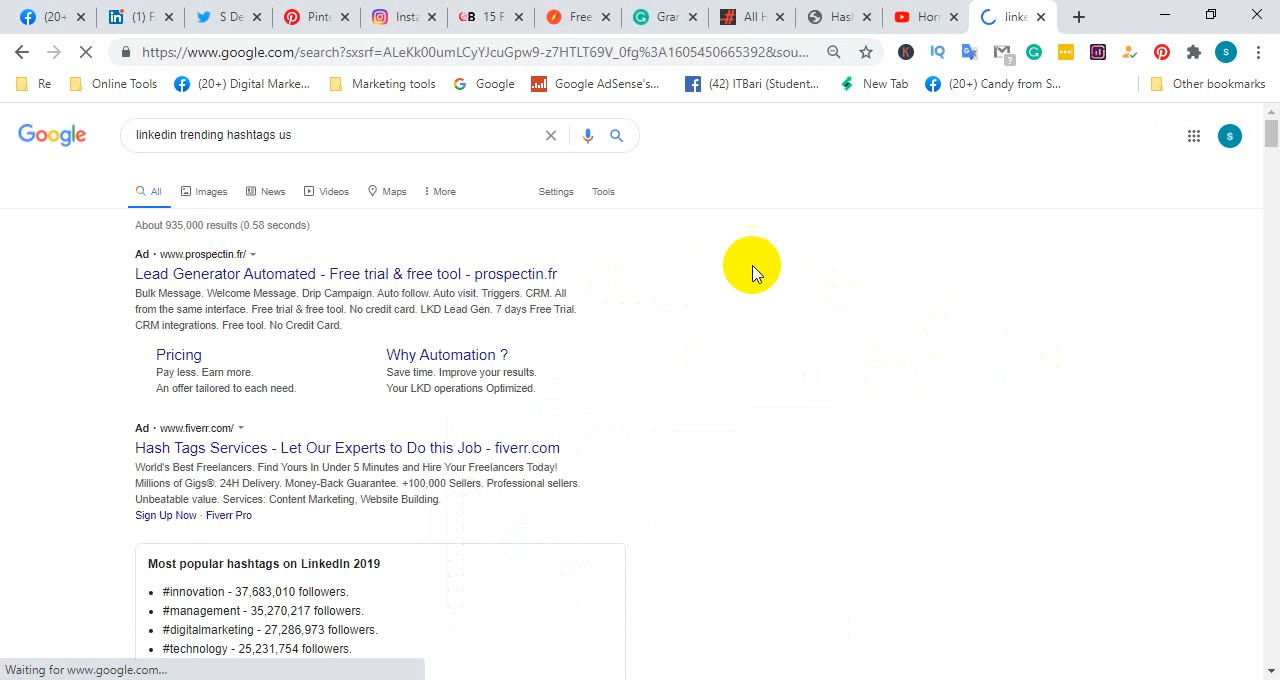 (20+
(1) F
S De
Pinte
Insta
15 F
Free
Gran
All H
Hash
Horr
linke
https://www.google.com/search?sxsrf=ALeKk00umLCyYJcuGpw9-z7HTLT69V_0fg%3A1605450665392&sou...
Re
Online Too
(20+) Digital Marke
Marketing tools
Google
Google AdSense's...
(42) ITBari (Student...
New Tab
(20+) Candy from S...
Other bookmarks
Google
linkedin trending hashtags us
S
All
Images
News
Videos
Maps
More
Settings
Tools
About 935,000 results (0.58 seconds)
Ad · www.prospectin.fr/
Lead Generator Automated - Free trial & free tool - prospectin.fr
Bulk Message. Welcome Message. Drip Campaign. Auto follow. Auto visit. Triggers. CRM. All
from the same interface. Free trial & free tool. No credit card. LKD Lead Gen. 7 days Free Trial.
CRM integrations. Free tool. No Credit Card.
Pricing
Pay less. Earn more.
An offer tailored to each need.
Why Automation ?
Save time. Improve your results.
Your LKD operations Optimized.
Ad · www.fiverr.com/
Hash Tags Services - Let Our Experts to Do this Job - fiverr.com
World's Best Freelancers. Find Yours In Under 5 Minutes and Hire Your Freelancers Today!
Millions of Gigs®. 24H Delivery. Money-Back Guarantee. +100,000 Sellers. Professional sellers.
Unbeatable value. Services: Content Marketing, Website Building.
Sign Up Now · Fiverr Pro
Most popular hashtags on LinkedIn 2019
• #innovation - 37,683,010 followers.
• #management - 35,270,217 followers.
• #digitalmarketing - 27,286,973 followers.
• #technology - 25,231,754 followers.
Waiting for www.google.com...